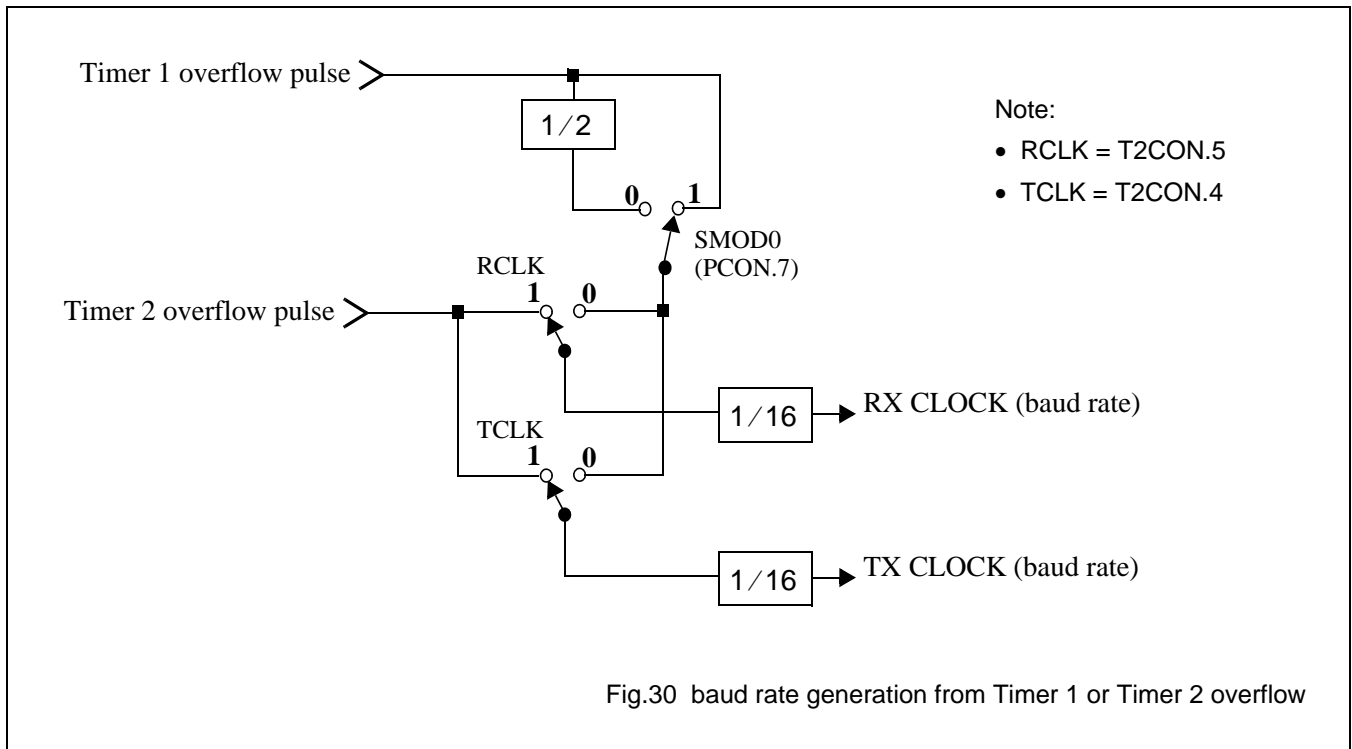 Timer 1 overflow pulse
1/2
Note:
• RCLK = T2CON.5
• TCLK = T2CON.4
0
1
SMOD0
(PCON.7)
RCLK
1
0
Timer 2 overflow pulse
1/16
RX CLOCK (baud rate)
TCLK
1
0
1/16
TX CLOCK (baud rate)
Fig.30 baud rate generation from Timer 1 or Timer 2 overflow